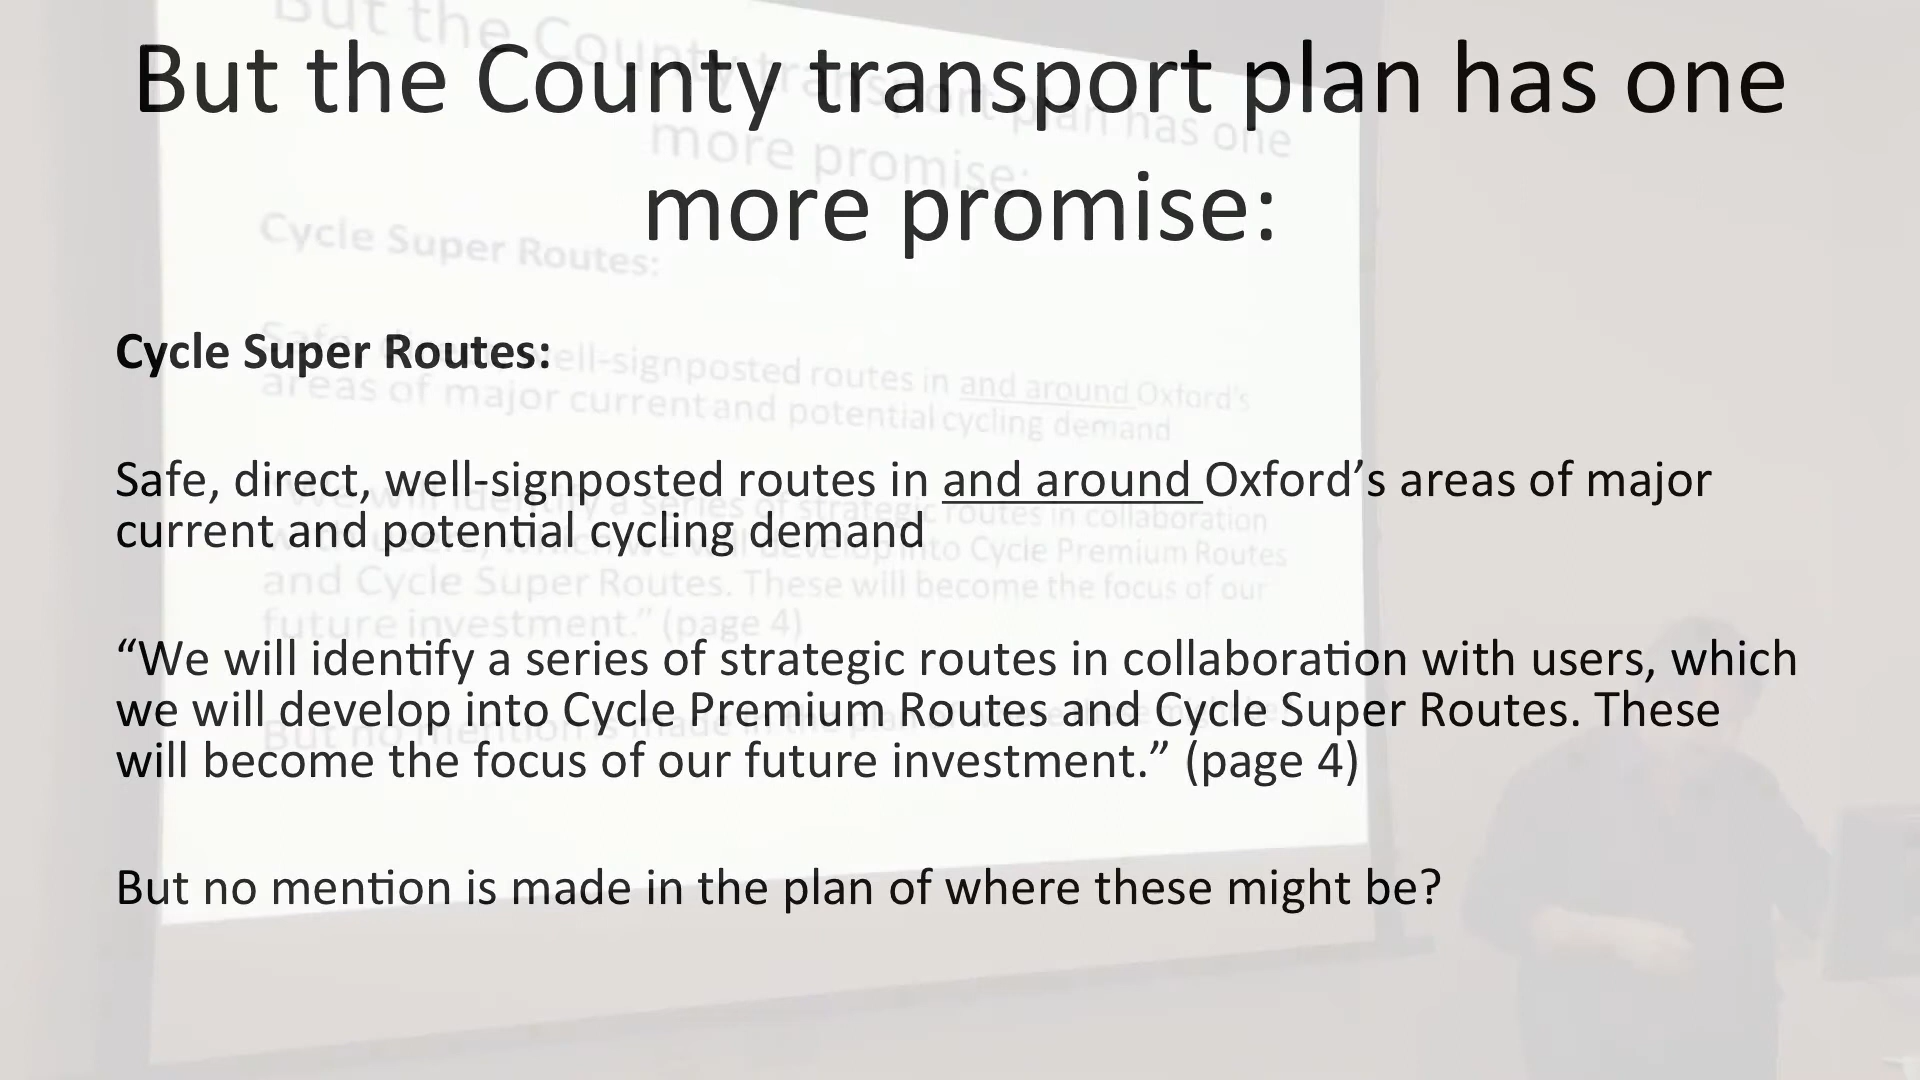 But the County transport plan has one
more promise:
Cycle Super Routes:
Safe, direct, well-signposted routes in and around Oxford’s areas of major
current and potential cycling demand
“We will identify a series of strategic routes in collaboration with users, which
we will develop into Cycle Premium Routes and Cycle Super Routes. These
will become the focus of our future investment.” (page 4)
But no mention is made in the plan of where these might be?